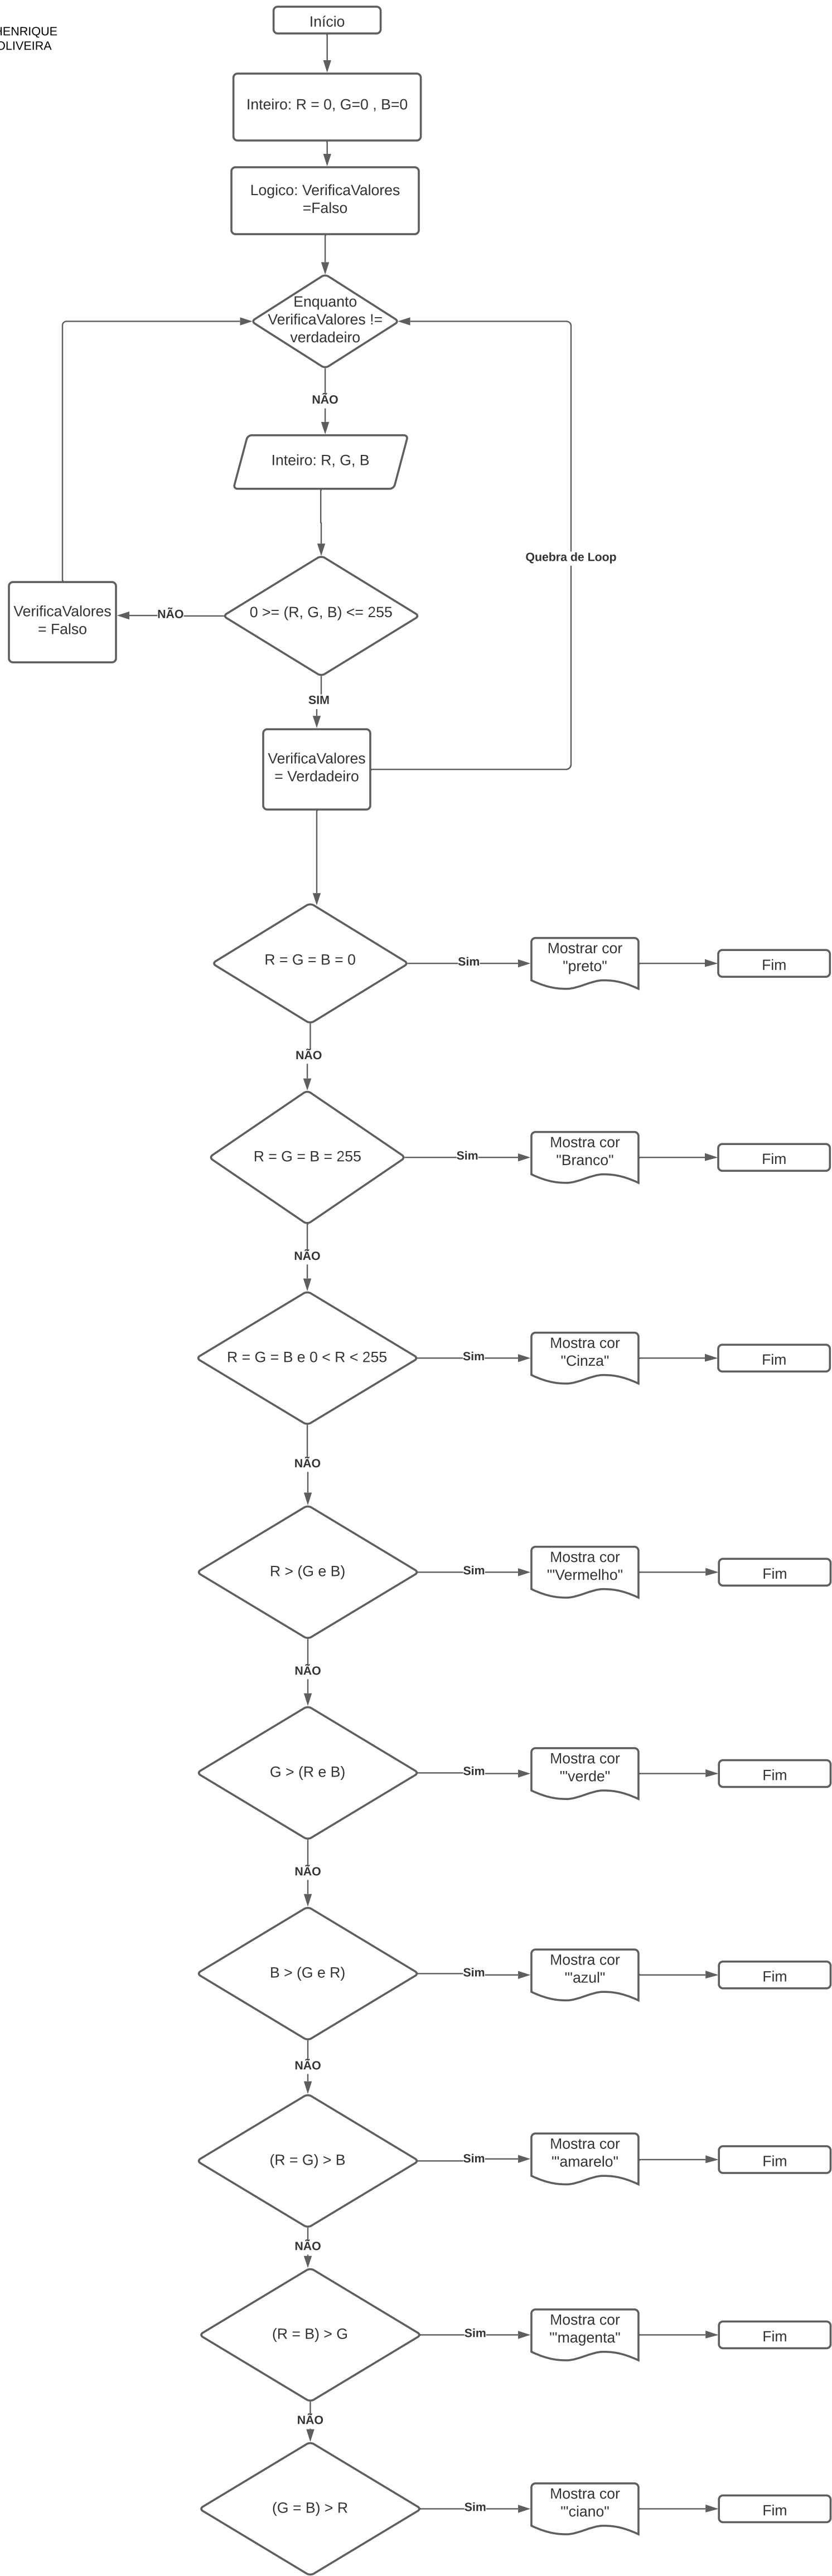 Início
HENRIQUE
OLIVEIRA
Inteiro: R = 0, G=0 , B=0
Logico: VerificaValores
=Falso
Enquanto
VerificaValores !=
verdadeiro
NÃO
Inteiro: R, G, B
Quebra de Loop
0 >= (R, G, B) <= 255
NÃO
VerificaValores
= Falso
SIM
VerificaValores
= Verdadeiro
R = G = B = 0
Sim
Mostrar cor
"preto"
Fim
NÃO
R = G = B = 255
Sim
Mostra cor
"Branco"
Fim
NÃO
R = G = B e 0 < R < 255
Sim
Mostra cor
"Cinza"
Fim
NÃO
R > (G e B)
Sim
Mostra cor
'"Vermelho"
Fim
NÃO
G > (R e B)
Sim
Mostra cor
'"verde"
Fim
NÃO
B > (G e R)
Sim
Mostra cor
'"azul"
Fim
NÃO
(R = G) > B
Sim
Mostra cor
'"amarelo"
Fim
NÃO
(R = B) > G
Sim
Mostra cor
'"magenta"
Fim
NÃO
(G = B) > R
Sim
Mostra cor
'"ciano"
Fim